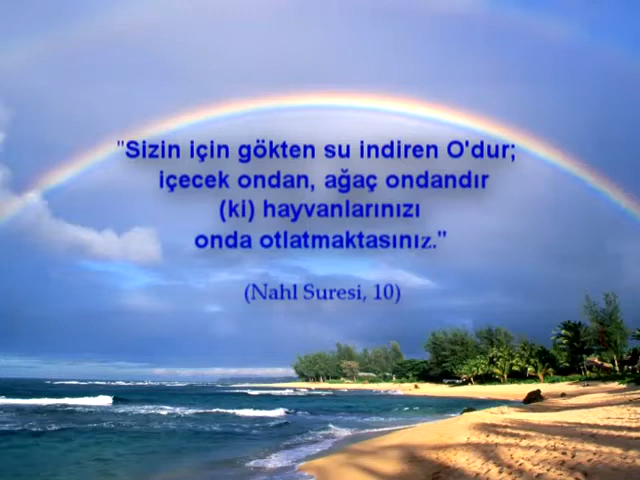 "Sizin için gökten su indiren O'dur;
içecek ondan, ağaç ondandır
(ki) hayvanlarınızı
onda otlatmaktasınız."
(Nahl Suresi, 10)